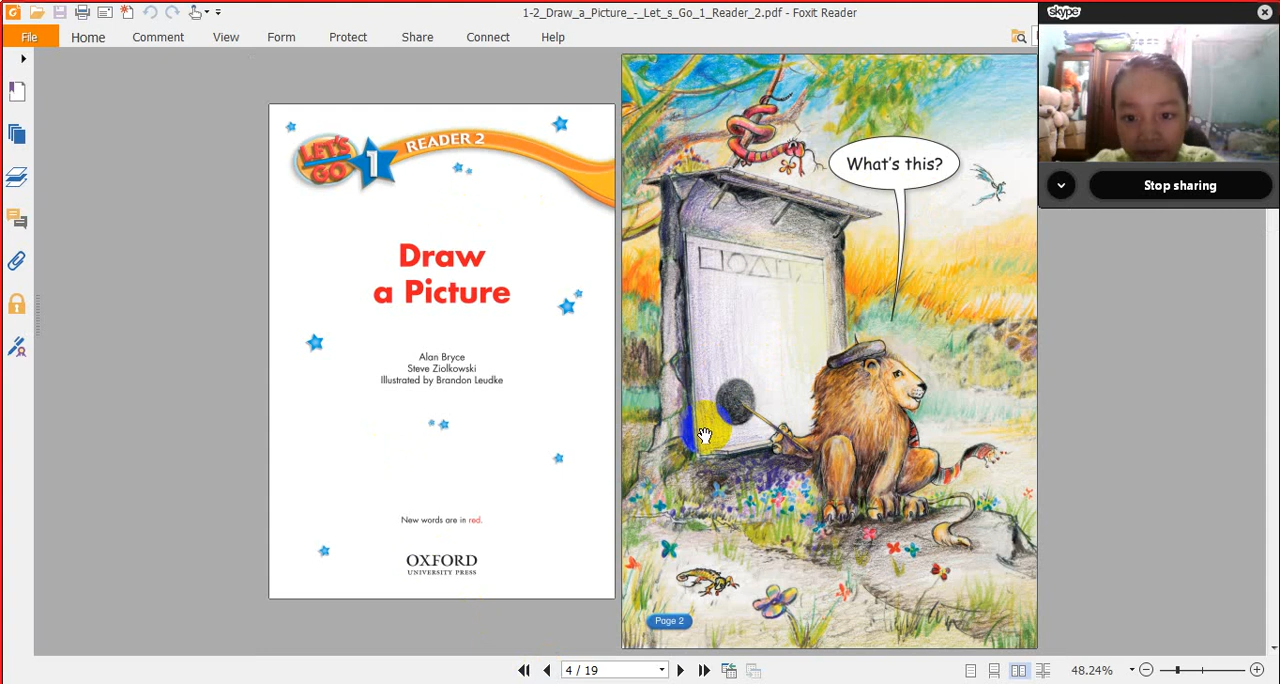 1-2_Draw_a_Picture_-_Let_s_Go_1_Reader_2.pdf - Foxit Reader
File Home Comment View Form Protect Share Connect Help
skype
Stop sharing
LET'S GO 1 READER 2
Draw
a Picture
Alan Bryce
Steve Ziolkowski
Illustrated by Brandon Leudke
New words are in red.
OXFORD
UNIVERSITY PRESS
What's this?
Page 2
4 / 19
48.24%